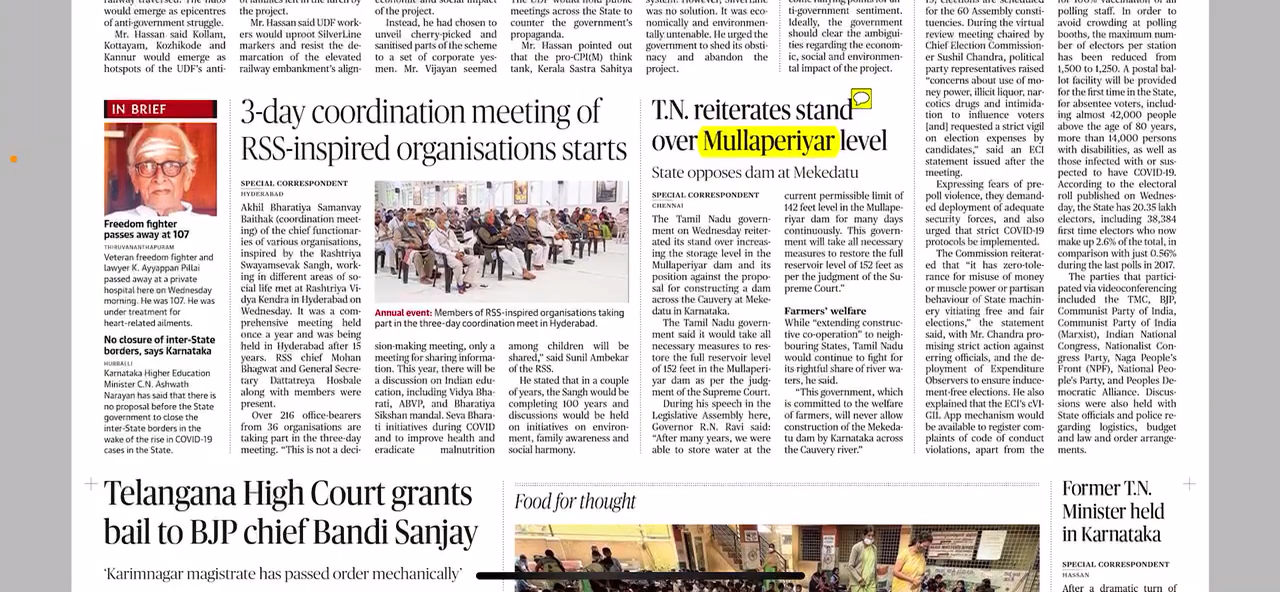 railway trains. The hubs
would emerge as epicentres
of anti-government struggle.
Mr. Hassan said Kollam,
Kottayam, Kozhikode and
Kannur would emerge as
hotspots of the UDF's anti-
the project.
Mr. Hassan said UDF work-
ers would uproot SilverLine
markers and resist the de-
marcation of the elevated
railway embankment's align-
of the project.
Instead, he had chosen to
unveil cherry-picked and
sanitised parts of the scheme
to a set of corporate yes-
men. Mr. Vijayan seemed
meetings across the State to
counter the government's
propaganda.
Mr. Hassan pointed out
that the pro-CPI(M) think
tank, Kerala Sastra Sahitya
was no solution. It was eco-
nomically and environmen-
tally untenable. He urged the
government to shed its obsti-
nacy and abandon the
project.
ti-government sentiment.
Ideally, the government
should clear the ambigui-
ties regarding the econom-
ic, social and environmen-
tal impact of the project.
IN BRIEF
Freedom fighter
passes away at 107
THIRUVANANTHAPURAM
Veteran freedom fighter and
lawyer K. Ayyappan Pillai
passed away at a private
hospital here on Wednesday
morning. He was 107. He was
under treatment for
heart-related ailments.
No closure of inter-State
borders, says Karnataka
HUBBALLI
Karnataka Higher Education
Minister C.N. Ashwath
Narayan has said that there is
no proposal before the State
government to close the
inter-State borders in the
wake of the rise in COVID-19
cases in the State.
3-day coordination meeting of
RSS-inspired organisations starts
SPECIAL CORRESPONDENT
HYDERABAD
Akhil Bharatiya Samanvay
Baithak (coordination meet-
ing) of the chief functionar-
ies of various organisations,
inspired by the Rashtriya
Swayamsevak Sangh, work-
ing in different areas of so-
cial life met at Rashtriya Vi-
dya Kendra in Hyderabad on
Wednesday. It was a com-
prehensive meeting held
once a year and was being
held in Hyderabad after 15
years. RSS chief Mohan
Bhagwat and General Secre-
tary Dattatreya Hosbale
along with members were
present.
Over 216 office-bearers
from 36 organisations are
taking part in the three-day
meeting. "This is not a deci-
Annual event: Members of RSS-inspired organisations taking
part in the three-day coordination meet in Hyderabad.
sion-making meeting, only a
meeting for sharing informa-
tion. This year, there will be
a discussion on Indian edu-
cation, including Vidya Bha-
rati, ABVP, and Bharatiya
Sikshan mandal. Seva Bhara-
ti initiatives during COVID
and to improve health and
eradicate malnutrition
among children will be
shared," said Sunil Ambekar
of the RSS.
He stated that in a couple
of years, the Sangh would be
completing 100 years and
discussions would be held
on initiatives on environ-
ment, family awareness and
social harmony.
T.N. reiterates stand
over Mullaperiyar level
State opposes dam at Mekedatu
SPECIAL CORRESPONDENT
CHENNAI
The Tamil Nadu govern-
ment on Wednesday reiter-
ated its stand over increas-
ing the storage level in the
Mullaperiyar dam and its
position against the propo-
sal for constructing a dam
across the Cauvery at Meke-
datu in Karnataka.
The Tamil Nadu govern-
ment said it would take all
necessary measures to res-
tore the full reservoir level
of 152 feet in the Mullaperi-
yar dam as per the judg-
ment of the Supreme Court.
During his speech in the
Legislative Assembly here,
Governor R.N. Ravi said:
"After many years, we were
able to store water at the
current permissible limit of
142 feet level in the Mullape-
riyar dam for many days
continuously. This govern-
ment will take all necessary
measures to restore the full
reservoir level of 152 feet as
per the judgment of the Su-
preme Court."
Farmers' welfare
While "extending construc-
tive co-operation" to neigh-
bouring States, Tamil Nadu
would continue to fight for
its rightful share of river wa-
ters, he said.
"This government, which
is committed to the welfare
of farmers, will never allow
construction of the Mekeda-
tu dam by Karnataka across
the Cauvery river."
for the 60 Assembly consti-
tuencies. During the virtual
review meeting chaired by
Chief Election Commission-
er Sushil Chandra, political
party representatives raised
"concerns about use of mo-
ney power, illicit liquor, nar-
cotics drugs and intimida-
tion to influence voters
[and] requested a strict vigil
on election expenses by
candidates," said an ECI
statement issued after the
meeting.
Expressing fears of pre-
poll violence, they demand-
ed deployment of adequate
security forces, and also
urged that strict COVID-19
protocols be implemented.
The Commission reiterat-
ed that "it has zero-tole-
rance for misuse of money
or muscle power or partisan
behaviour of State machin-
ery vitiating free and fair
elections," the statement
said, with Mr. Chandra pro-
mising strict action against
erring officials, and the de-
ployment of Expenditure
Observers to ensure induce-
ment-free elections. He also
explained that the ECI's cVI-
GIL App mechanism would
be available to register com-
plaints of code of conduct
violations, apart from the
polling staff. In order to
avoid crowding at polling
booths, the maximum num-
ber of electors per station
has been reduced from
1,500 to 1,250. A postal bal-
lot facility will be provided
for the first time in the State,
for absentee voters, includ-
ing almost 42,000 people
above the age of 80 years,
more than 14,000 persons
with disabilities, as well as
those infected with or sus-
pected to have COVID-19.
According to the electoral
roll published on Wednes-
day, the State has 20.35 lakh
electors, including 38,384
first time electors who now
make up 2.6% of the total, in
comparison with just 0.56%
during the last polls in 2017.
The parties that partici-
pated via videoconferencing
included the TMC, BJP,
Communist Party of India,
Communist Party of India
(Marxist), Indian National
Congress, Nationalist Con-
gress Party, Naga People's
Front (NPF), National Peo-
ple's Party, and Peoples De-
mocratic Alliance. Discus-
sions were also held with
State officials and police re-
garding logistics, budget
and law and order arrange-
ments.
Telangana High Court grants
bail to BJP chief Bandi Sanjay
'Karimnagar magistrate has passed order mechanically'
Food for thought
Former T.N.
Minister held
in Karnataka
SPECIAL CORRESPONDENT
HASSAN
After a dramatic turn of